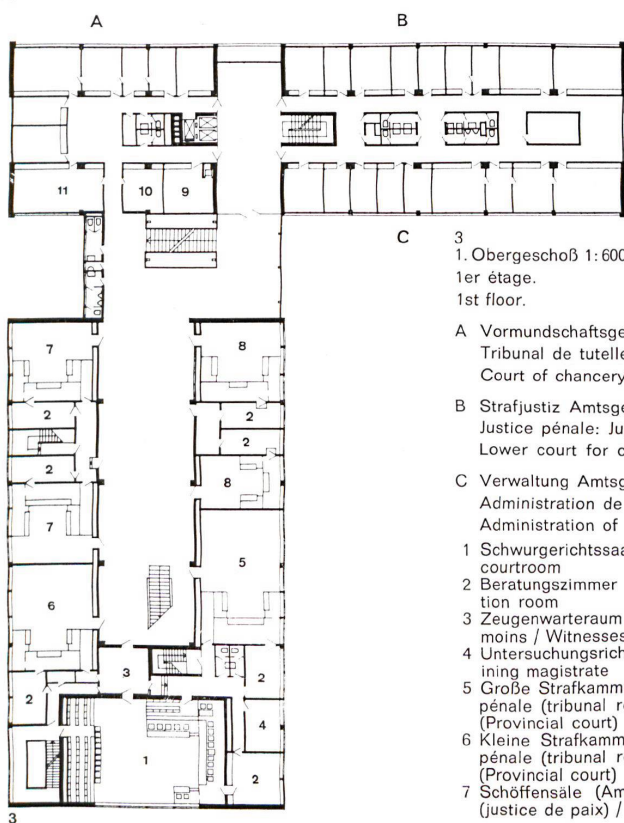 A
B
11
10
9
C
7
8
2
2
2
2
8
7
5
6
3
2
2
4
1
2
3
3
1. Obergeschoß 1:600
1er étage.
1st floor.
A Vormundschaftsge
Tribunal de tutelle
Court of chancery
B Strafjustiz Amtsge
Justice pénale: Ju
Lower court for c
C Verwaltung Amtsg
Administration de
Administration of
1 Schwurgerichtssaa
courtroom
2 Beratungszimmer
tion room
3 Zeugenwarteraum
moins / Witnesses
4 Untersuchungsrich
ining magistrate
5 Große Strafkamm
pénale (tribunal re
(Provincial court)
6 Kleine Strafkamm
pénale (tribunal re
(Provincial court)
7 Schöffensäle (Am
(justice de paix) /